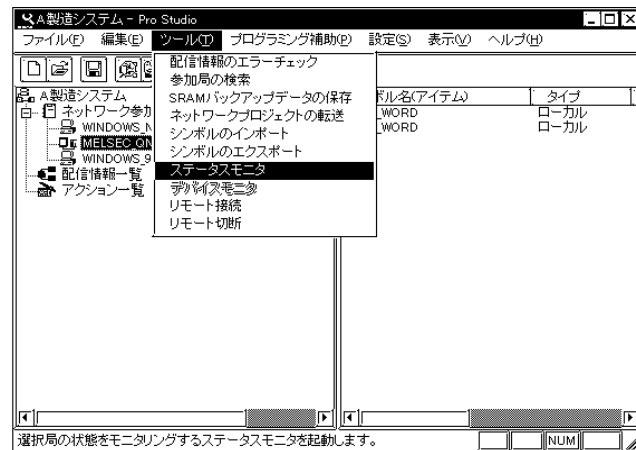 A製造システム - Pro Studio
ファイル(F) 編集(E) ツール(T) プログラミング補助(P) 設定(S) 表示(V) ヘルプ(H)
配信情報のエラーチェック
参加局の検索
SRAMバックアップデータの保存
ネットワークプロジェクトの転送
シンボルのインポート
シンボルのエクスポート
ステータスモニタ
デバイスモニタ
リモート接続
リモート切断
A製造システム
ネットワーク参加
WINDOWS_N
MELSEC_QN
WINDOWS_9
配信情報一覧
アクション一覧
ボル名(アイテム) タイプ
_WORD ローカル
_WORD ローカル
選択局の状態をモニタリングするステータスモニタを起動します。
NUM